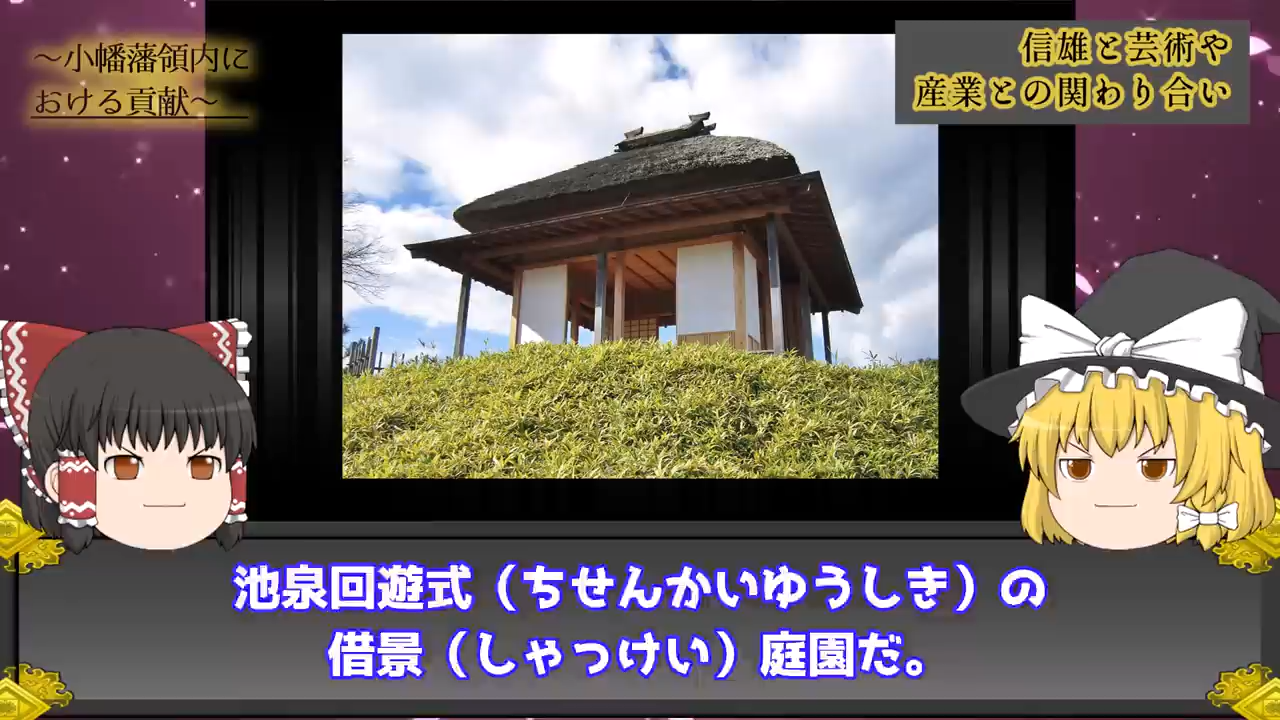 ～小幡藩領内に
おける貢献～
信雄と芸術や
産業との関わり合い
池泉回遊式（ちせんかいゆうしき）の
借景（しゃっけい）庭園だ。